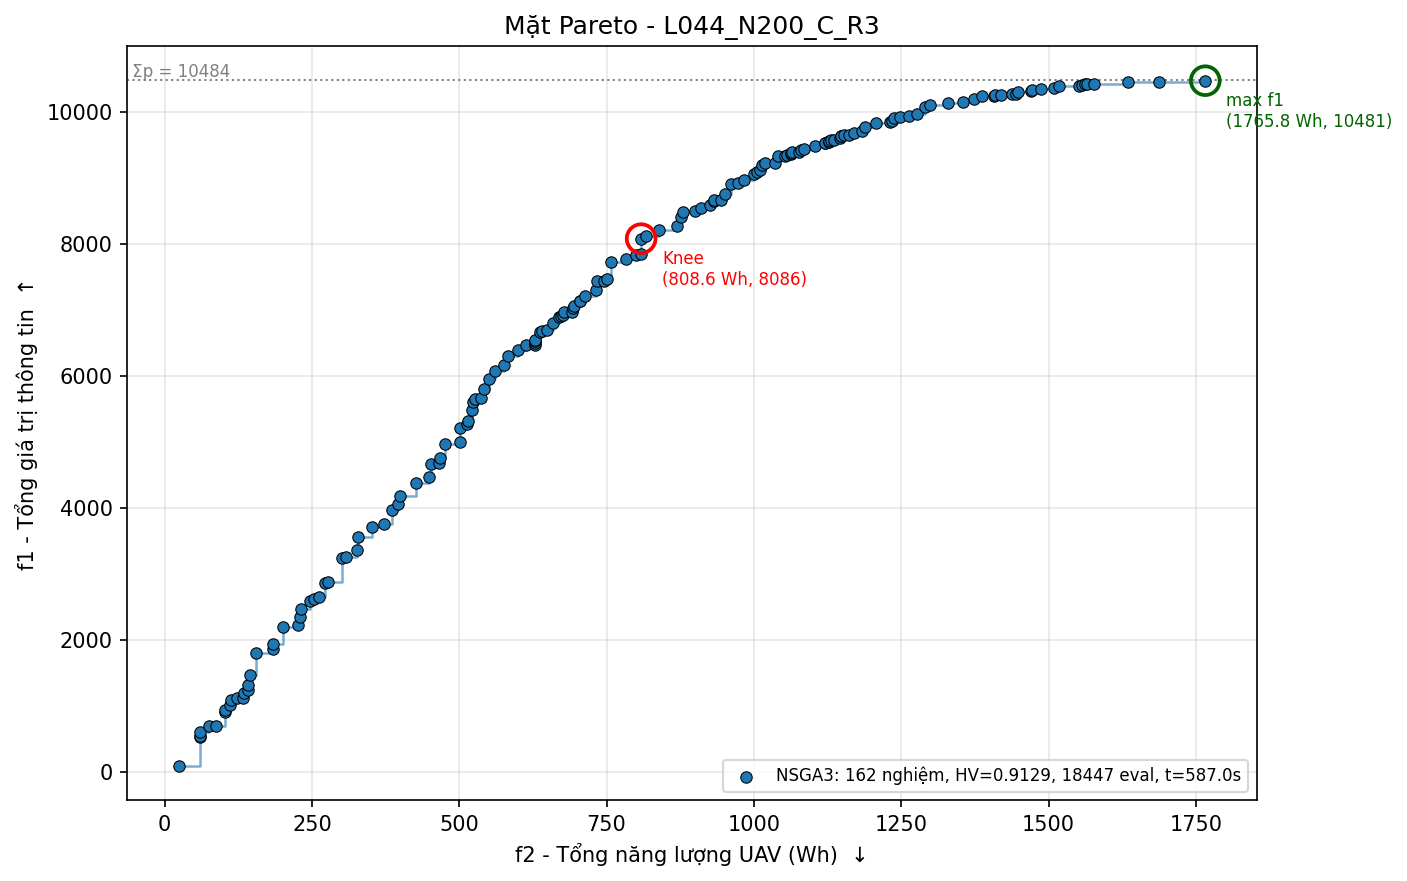 Mặt Pareto - L044_N200_C_R3
Σp = 10484
max f1
(1765.8 Wh, 10481)
Knee
(808.6 Wh, 8086)
10000
8000
6000
4000
2000
0
f1 - Tổng giá trị thông tin ↑
NSGA3: 162 nghiệm, HV=0.9129, 18447 eval, t=587.0s
0 250 500 750 1000 1250 1500 1750
f2 - Tổng năng lượng UAV (Wh) ↓